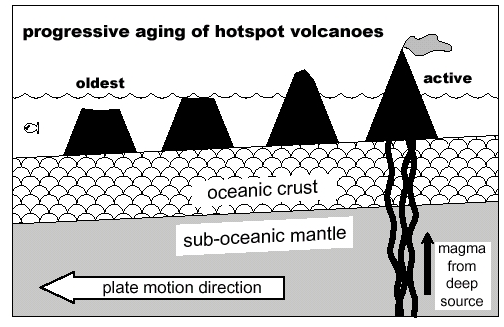 progressive aging of hotspot volcanoes
oldest
active
oceanic crust
sub-oceanic mantle
magma
from
deep
source
plate motion direction